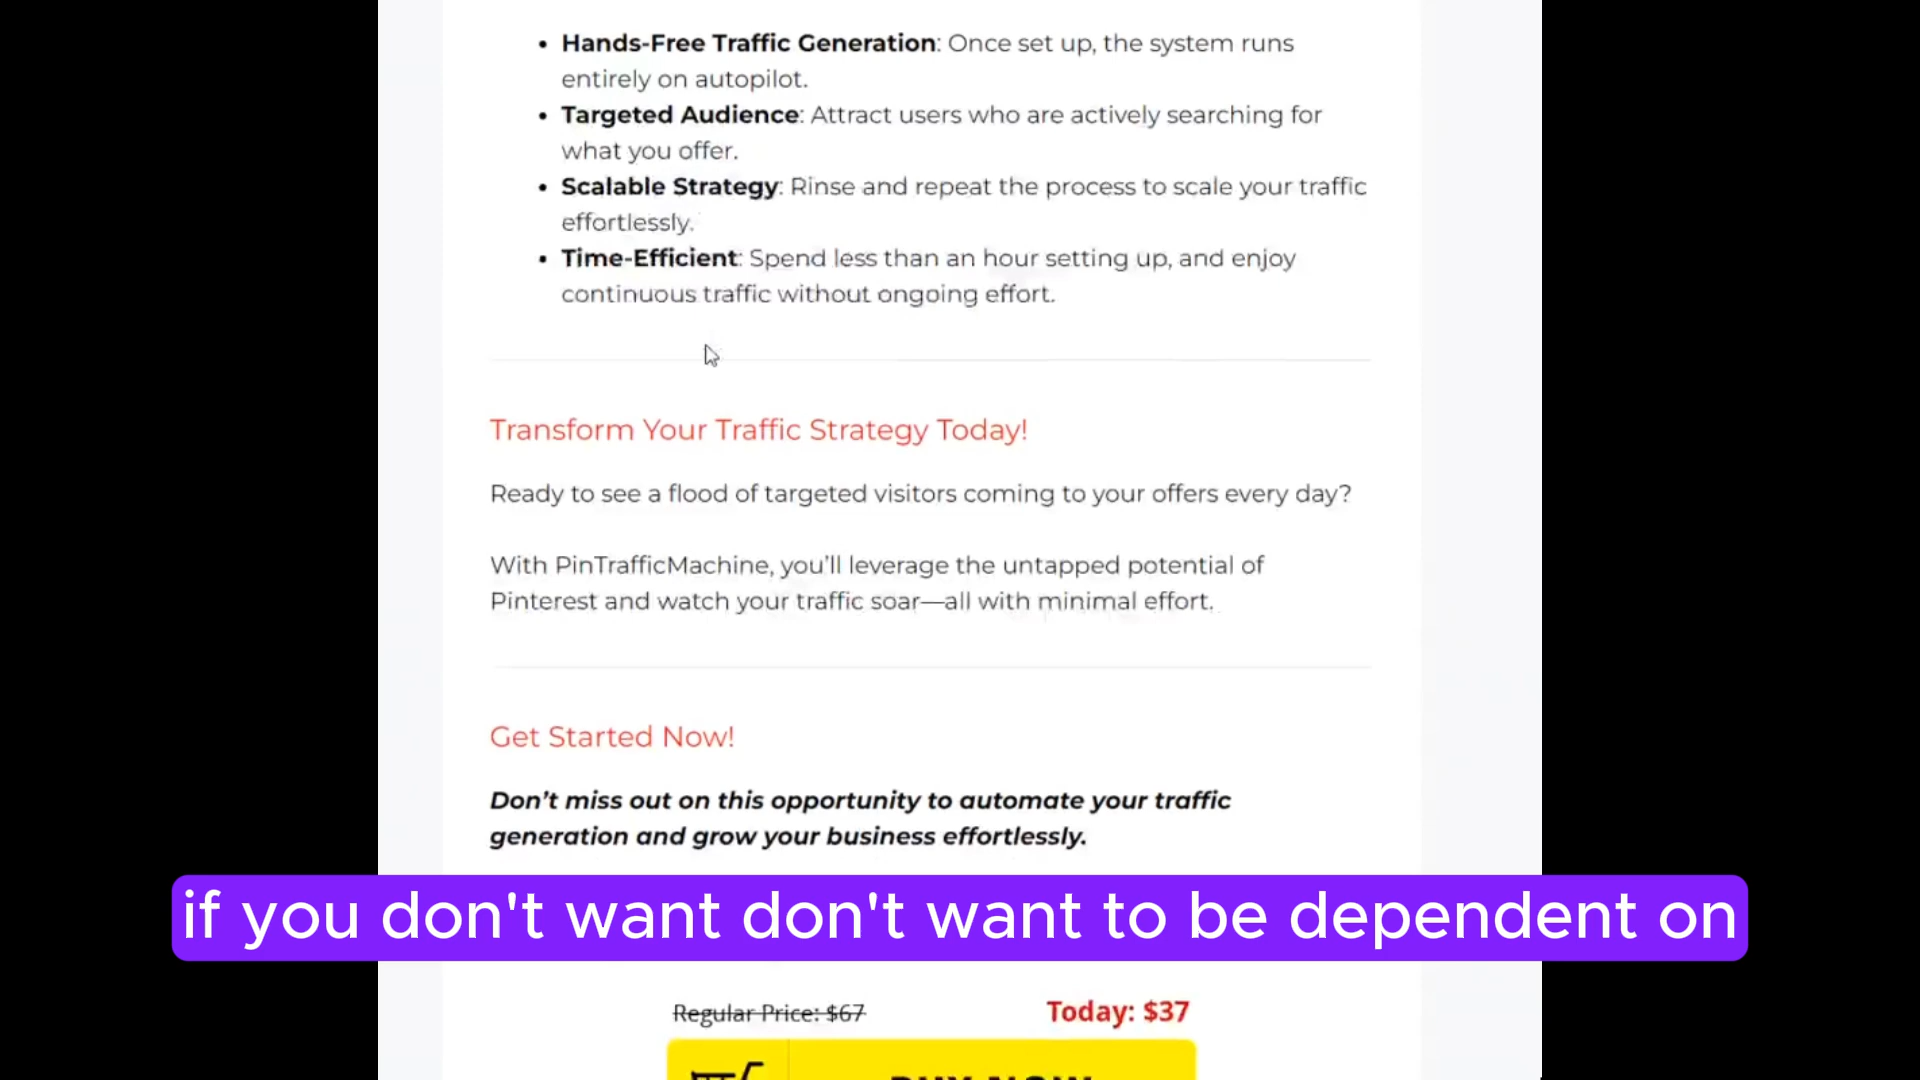 • Hands-Free Traffic Generation: Once set up, the system runs
entirely on autopilot.
• Targeted Audience: Attract users who are actively searching for
what you offer.
• Scalable Strategy: Rinse and repeat the process to scale your traffic
effortlessly.
• Time-Efficient: Spend less than an hour setting up, and enjoy
continuous traffic without ongoing effort.
Transform Your Traffic Strategy Today!
Ready to see a flood of targeted visitors coming to your offers every day?
With PinTrafficMachine, you'll leverage the untapped potential of
Pinterest and watch your traffic soar—all with minimal effort.
Get Started Now!
Don't miss out on this opportunity to automate your traffic
generation and grow your business effortlessly.
if you don't want don't want to be dependent on
Regular Price: $67 Today: $37
BUY NOW